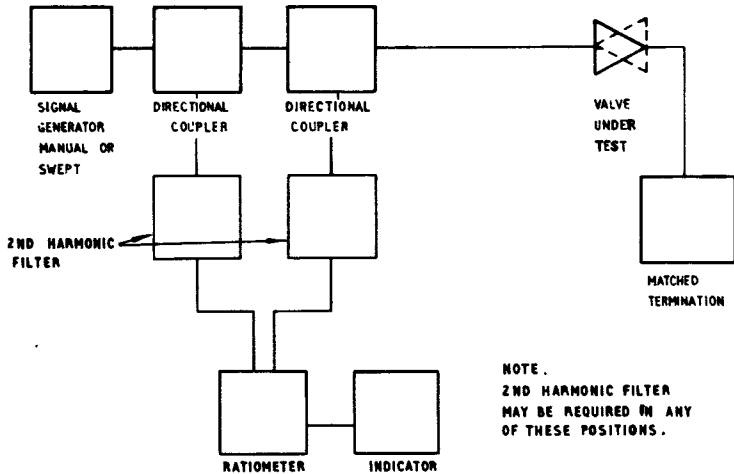 SIGNAL
GENERATOR
MANUAL OR
SWEPT
DIRECTIONAL
COUPLER
DIRECTIONAL
COUPLER
VALVE
UNDER
TEST
2ND HARMONIC
FILTER
MATCHED
TERMINATION
NOTE.
2ND HARMONIC FILTER
MAY BE REQUIRED IN ANY
OF THESE POSITIONS.
RATIOMETER
INDICATOR